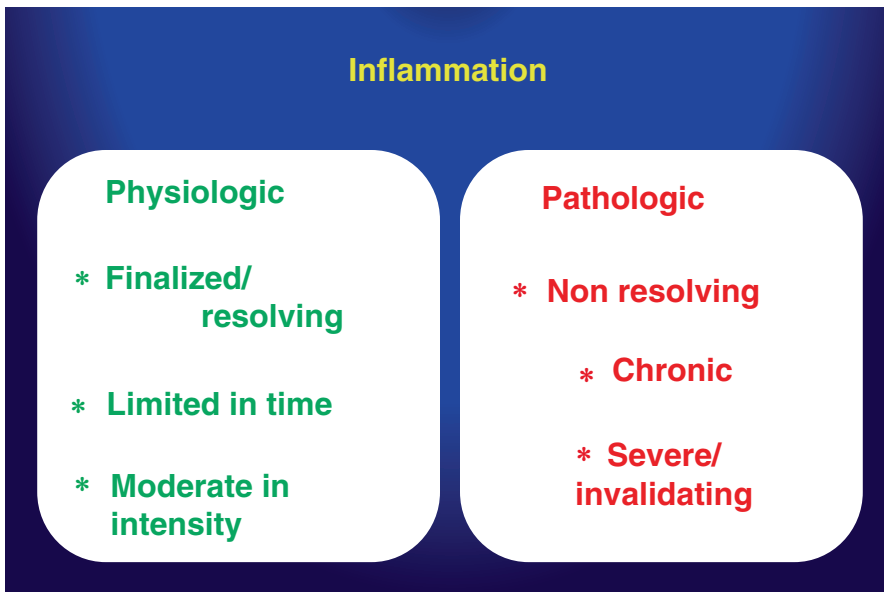 Inflammation
Physiologic
* Finalized/
resolving
* Limited in time
* Moderate in
intensity
Pathologic
* Non resolving
* Chronic
* Severe/
invalidating